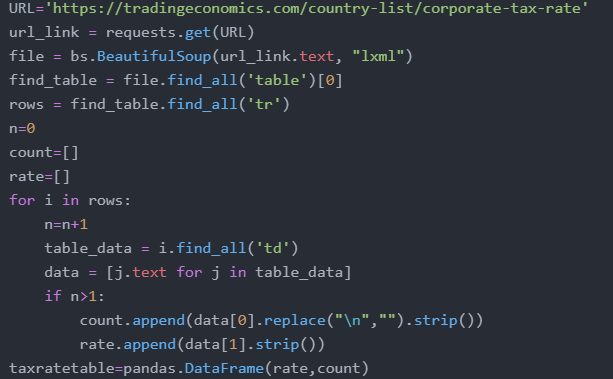 URL='https://tradingeconomics.com/country-list/corporate-tax-rate'
url_link = requests.get(URL)
file = bs.BeautifulSoup(url_link.text, "lxml")
find_table = file.find_all('table')[0]
rows = find_table.find_all('tr')
n=0
count=[]
rate=[]
for i in rows:
    n=n+1
    table_data = i.find_all('td')
    data = [j.text for j in table_data]
    if n>1:
        count.append(data[0].replace("\n","").strip())
        rate.append(data[1].strip())
taxratetable=pandas.DataFrame(rate,count)